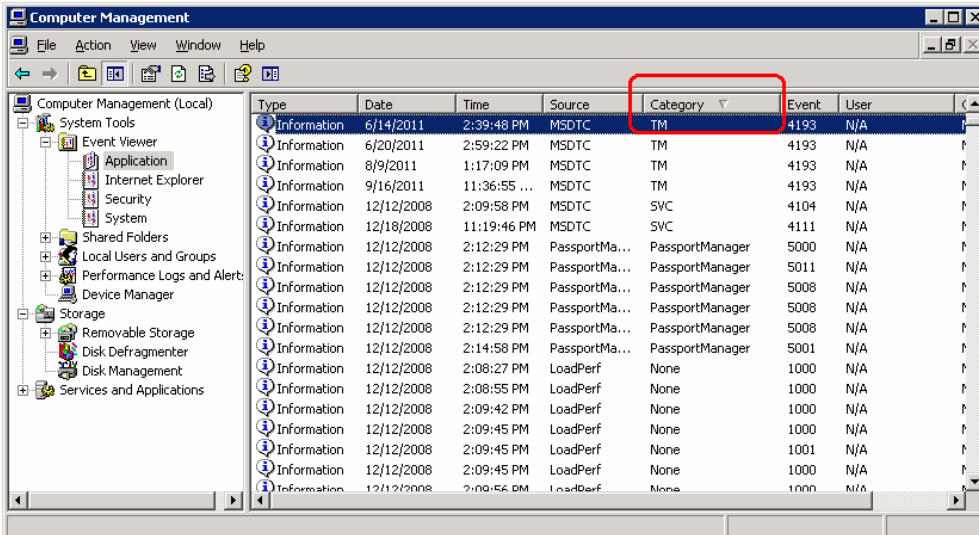 Computer Management
File Action View Window Help
Computer Management (Local)
System Tools
Event Viewer
Application
Internet Explorer
Security
System
Shared Folders
Local Users and Groups
Performance Logs and Alert
Device Manager
Storage
Removable Storage
Disk Defragmenter
Disk Management
Services and Applications
Type Date Time Source Category Event User
Information 6/14/2011 2:39:48 PM MSDTC TM 4193 N/A
Information 6/20/2011 2:59:22 PM MSDTC TM 4193 N/A
Information 8/9/2011 1:17:09 PM MSDTC TM 4193 N/A
Information 9/16/2011 11:36:55 ... MSDTC TM 4193 N/A
Information 12/12/2008 2:09:58 PM MSDTC SVC 4104 N/A
Information 12/18/2008 11:19:46 PM MSDTC SVC 4111 N/A
Information 12/12/2008 2:12:29 PM PassportMa... PassportManager 5000 N/A
Information 12/12/2008 2:12:29 PM PassportMa... PassportManager 5011 N/A
Information 12/12/2008 2:12:29 PM PassportMa... PassportManager 5008 N/A
Information 12/12/2008 2:12:29 PM PassportMa... PassportManager 5008 N/A
Information 12/12/2008 2:12:29 PM PassportMa... PassportManager 5008 N/A
Information 12/12/2008 2:14:58 PM PassportMa... PassportManager 5001 N/A
Information 12/12/2008 2:08:27 PM LoadPerf None 1000 N/A
Information 12/12/2008 2:08:55 PM LoadPerf None 1000 N/A
Information 12/12/2008 2:09:42 PM LoadPerf None 1000 N/A
Information 12/12/2008 2:09:45 PM LoadPerf None 1000 N/A
Information 12/12/2008 2:09:45 PM LoadPerf None 1001 N/A
Information 12/12/2008 2:09:45 PM LoadPerf None 1000 N/A
Information 12/12/2008 2:09:56 PM LoadPerf None 1000 N/A